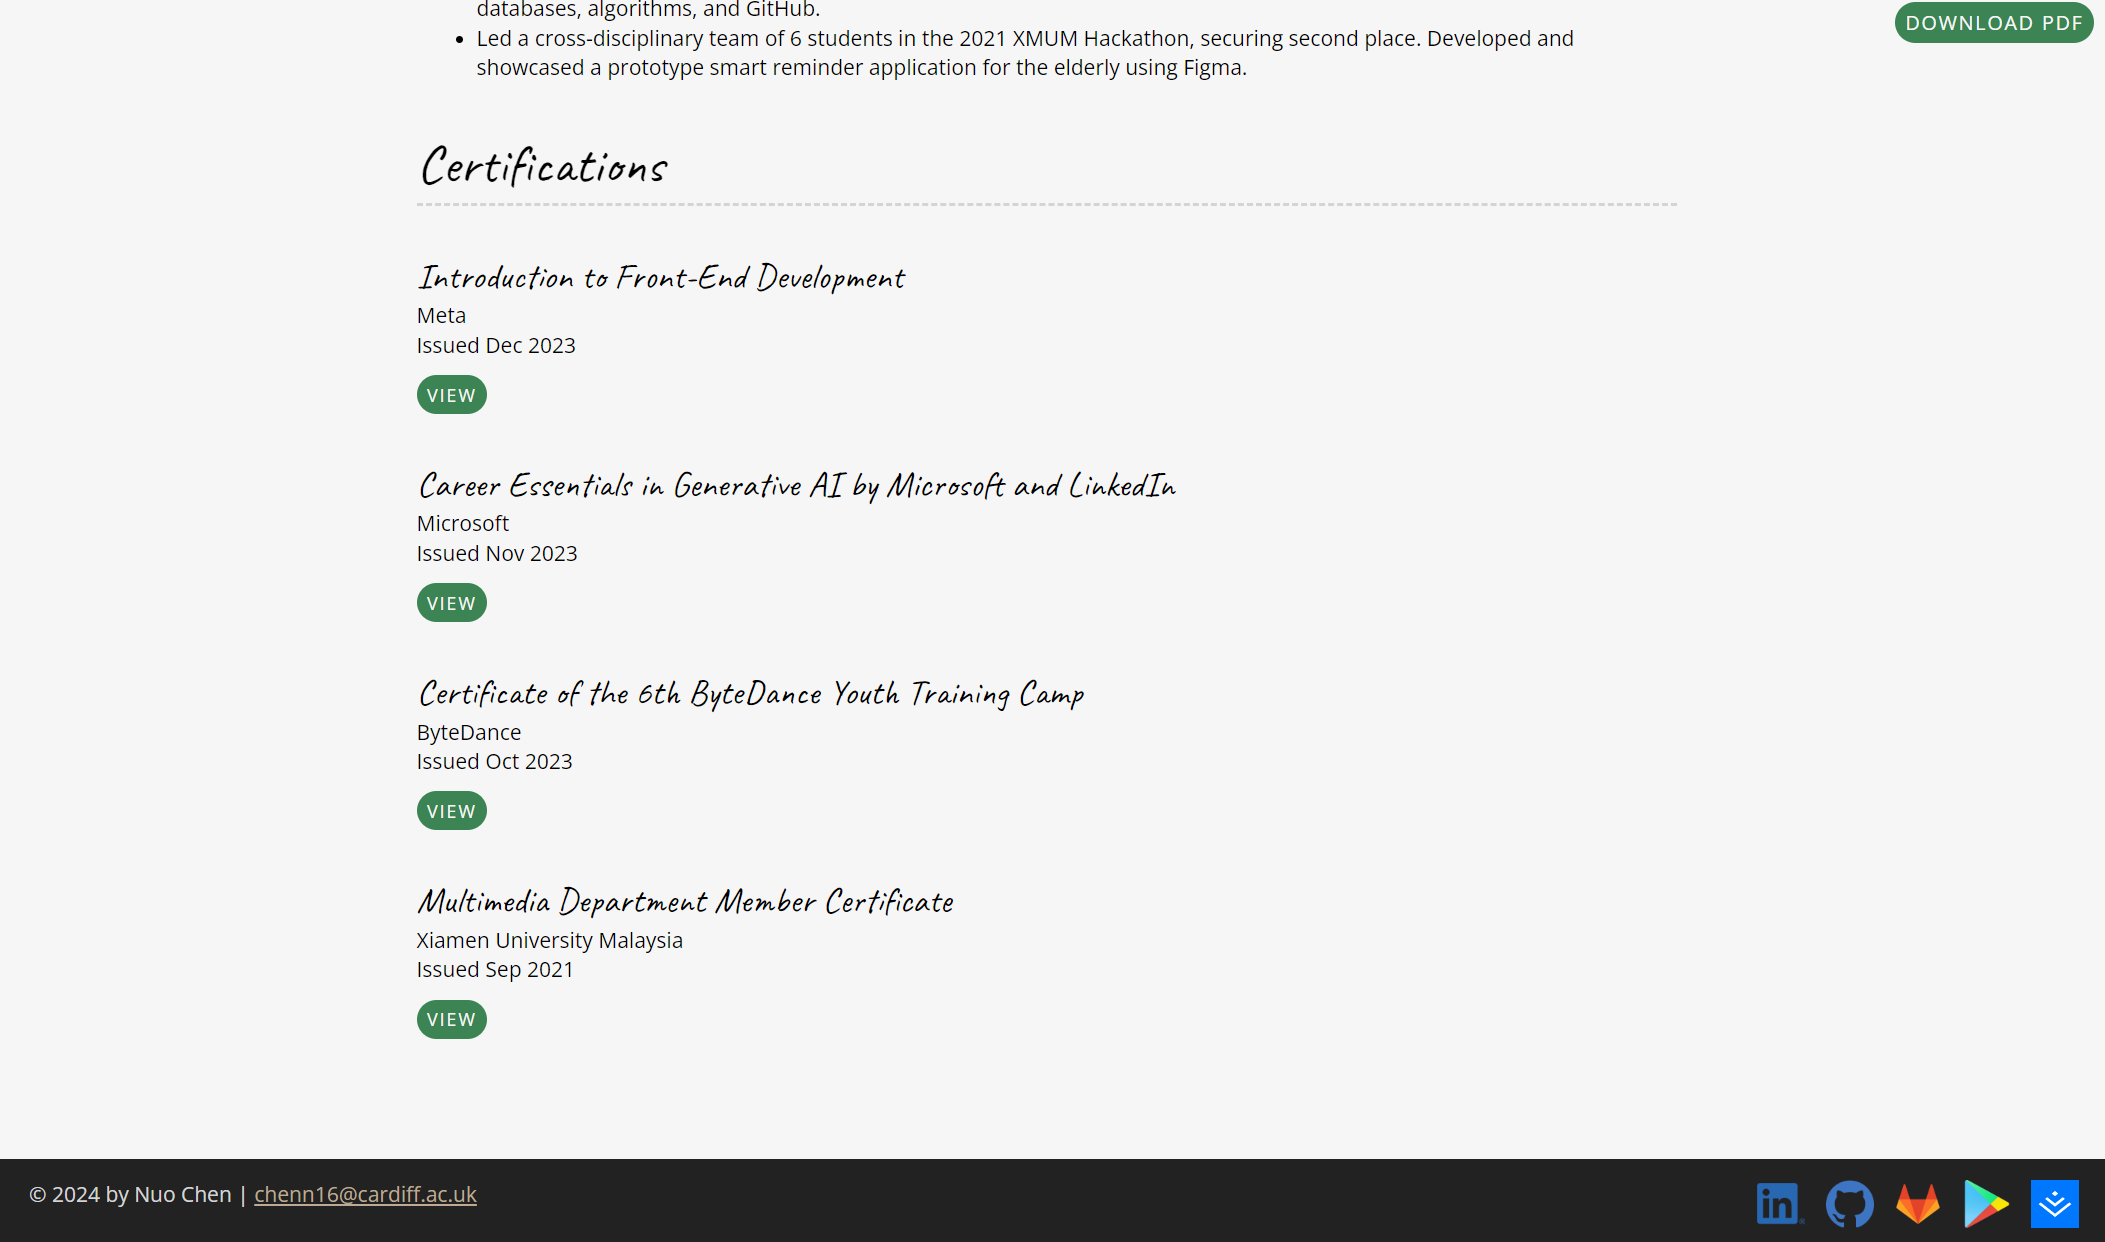 databases, algorithms, and GitHub.
DOWNLOAD PDF
• Led a cross-disciplinary team of 6 students in the 2021 XMUM Hackathon, securing second place. Developed and
showcased a prototype smart reminder application for the elderly using Figma.
Certifications
Introduction to Front-End Development
Meta
Issued Dec 2023
VIEW
Career Essentials in Generative AI by Microsoft and LinkedIn
Microsoft
Issued Nov 2023
VIEW
Certificate of the 6th ByteDance Youth Training Camp
ByteDance
Issued Oct 2023
VIEW
Multimedia Department Member Certificate
Xiamen University Malaysia
Issued Sep 2021
VIEW
© 2024 by Nuo Chen | chenn16@cardiff.ac.uk
in